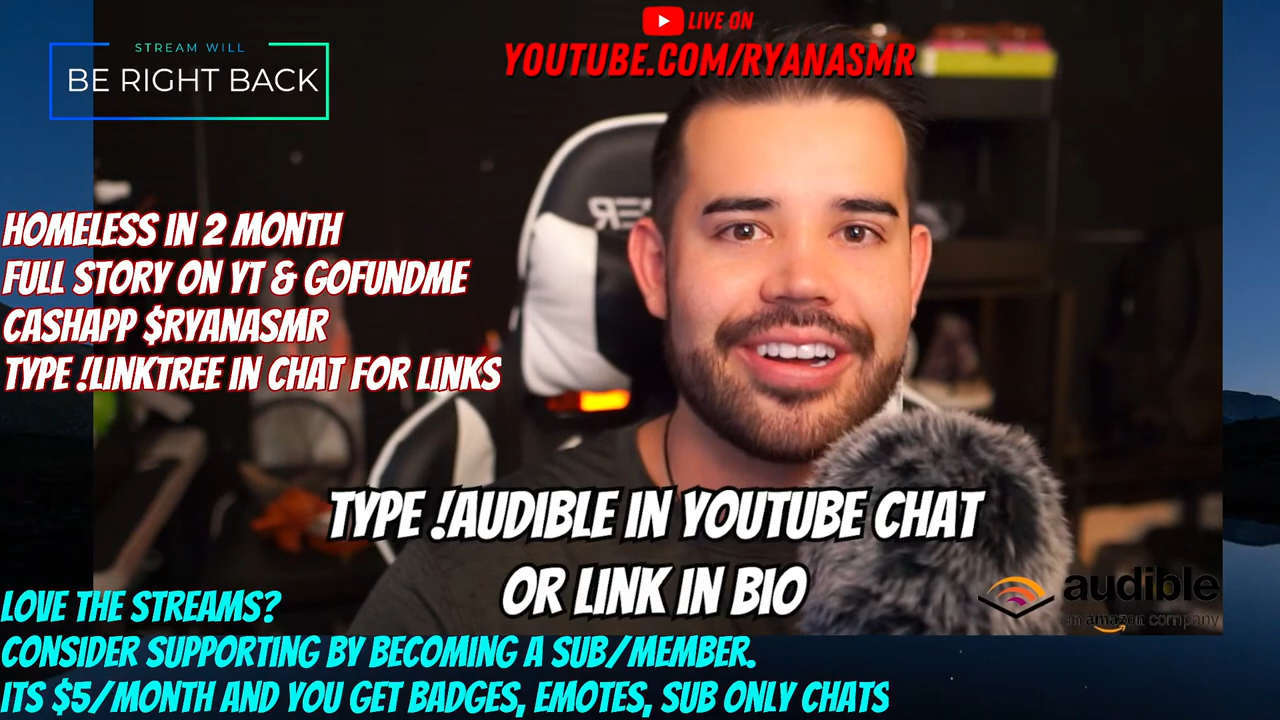 LIVE ON
YOUTUBE.COM/RYANASMR
STREAM WILL
BE RIGHT BACK
HOMELESS IN 2 MONTH
FULL STORY ON YT & GOFUNDME
CASHAPP $RYANASMR
TYPE !LINKTREE IN CHAT FOR LINKS
TYPE !AUDIBLE IN YOUTUBE CHAT
OR LINK IN BIO
audible
an amazon company
LOVE THE STREAMS?
CONSIDER SUPPORTING BY BECOMING A SUB/MEMBER.
ITS $5/MONTH AND YOU GET BADGES, EMOTES, SUB ONLY CHATS